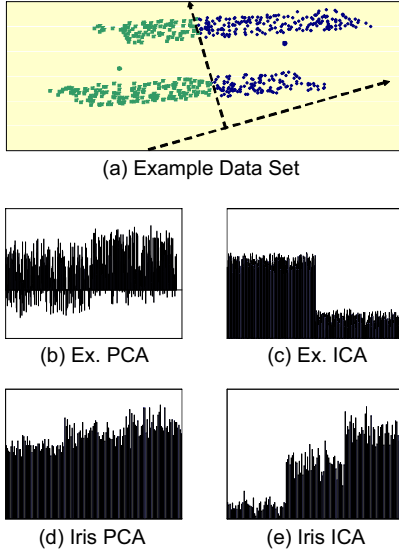 (a) Example Data Set
(b) Ex. PCA
(c) Ex. ICA
(d) Iris PCA
(e) Iris ICA